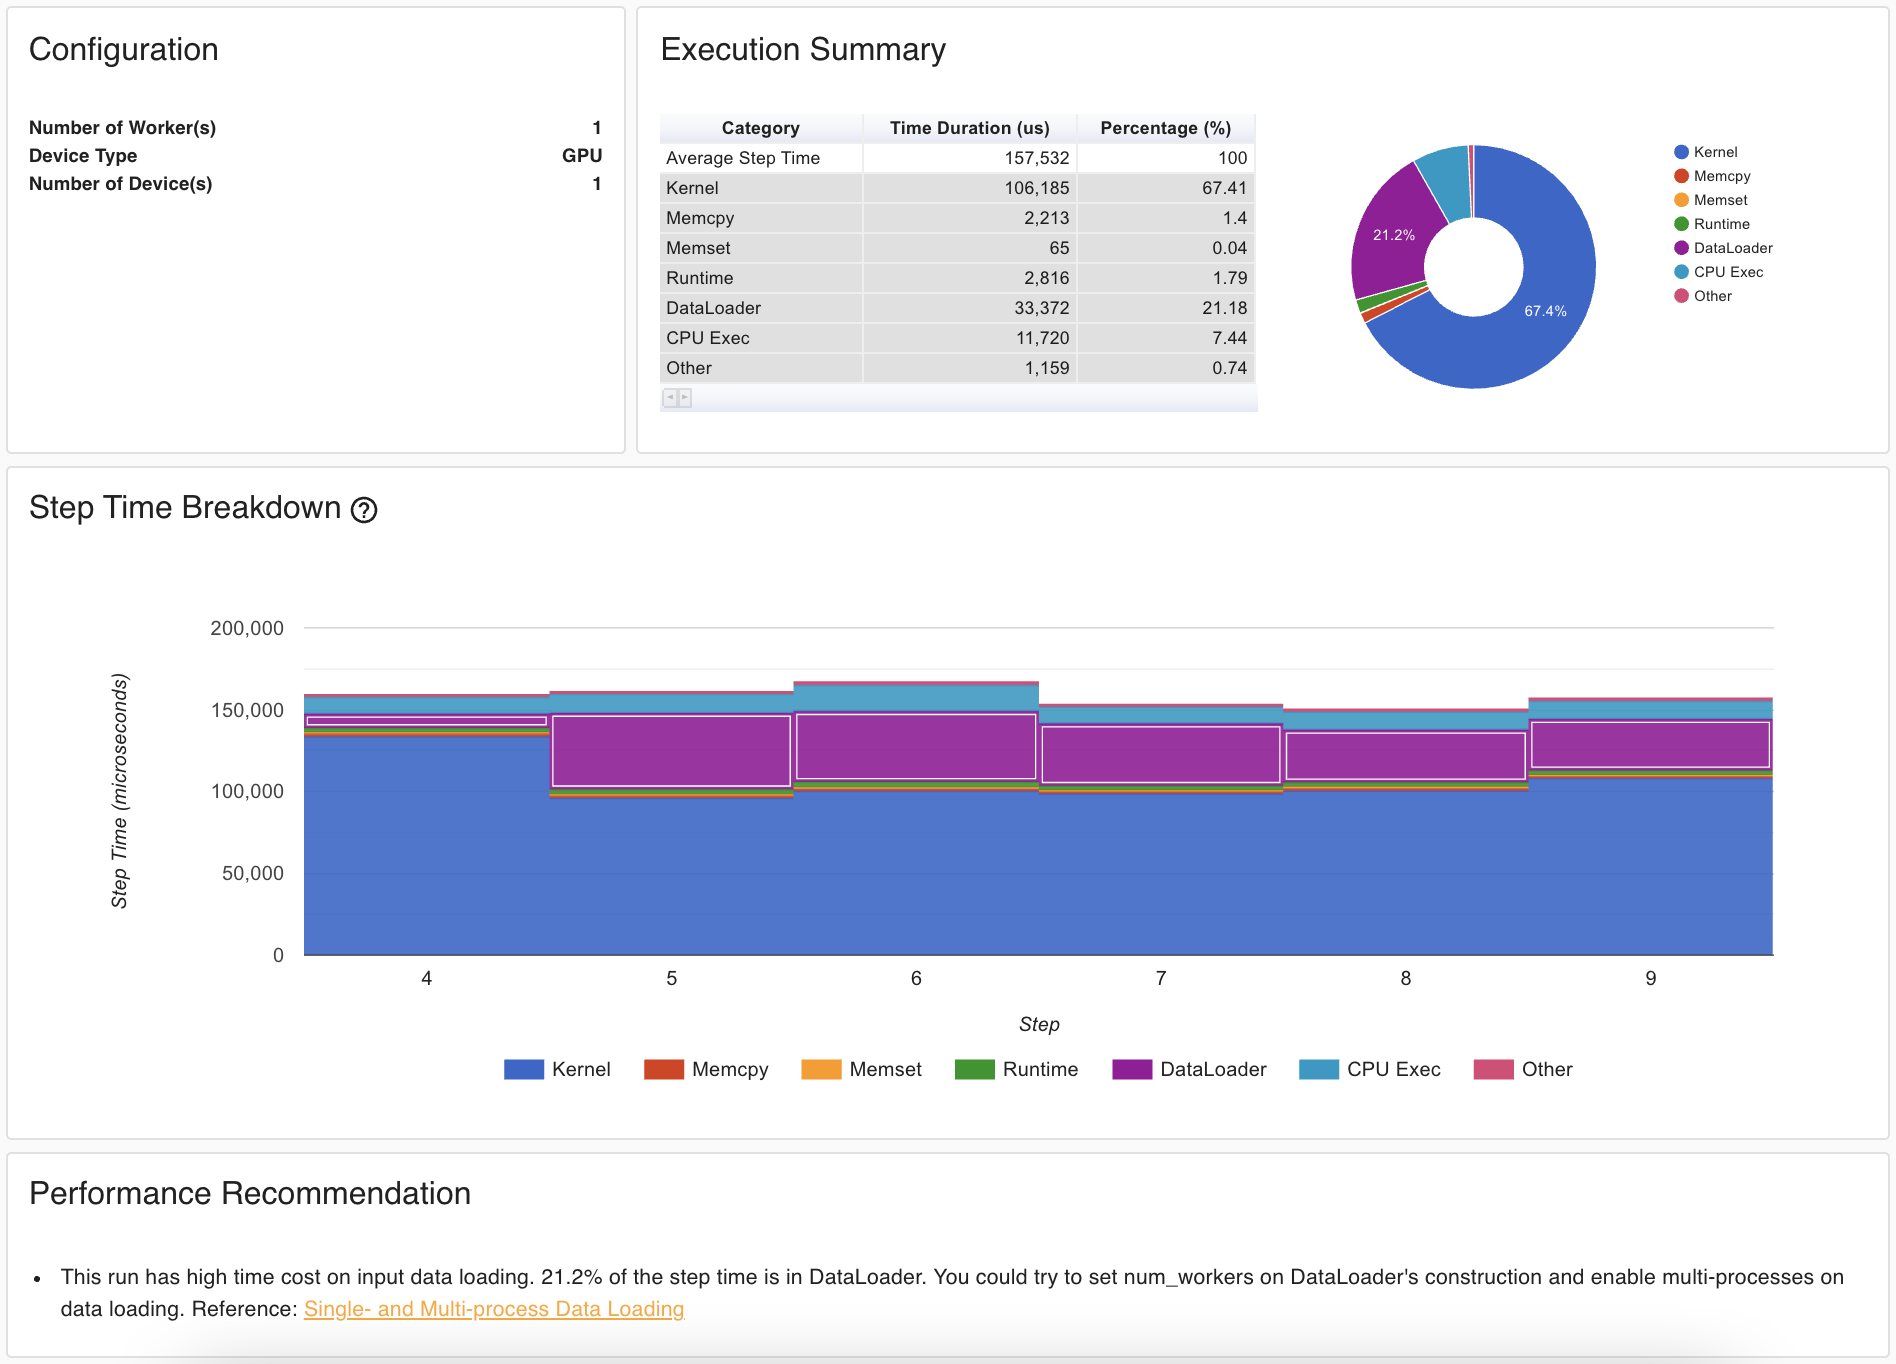 Configuration
Number of Worker(s) 1
Device Type GPU
Number of Device(s) 1
Execution Summary
Category Time Duration (us) Percentage (%)
Average Step Time 157,532 100
Kernel 106,185 67.41
Memcpy 2,213 1.4
Memset 65 0.04
Runtime 2,816 1.79
DataLoader 33,372 21.18
CPU Exec 11,720 7.44
Other 1,159 0.74
21.2%
67.4%
Kernel
Memcpy
Memset
Runtime
DataLoader
CPU Exec
Other
Step Time Breakdown ?
Step Time (microseconds)
200,000
150,000
100,000
50,000
0
4 5 6 7 8 9
Step
Kernel Memcpy Memset Runtime DataLoader CPU Exec Other
Performance Recommendation
• This run has high time cost on input data loading. 21.2% of the step time is in DataLoader. You could try to set num_workers on DataLoader's construction and enable multi-processes on
data loading. Reference: Single- and Multi-process Data Loading